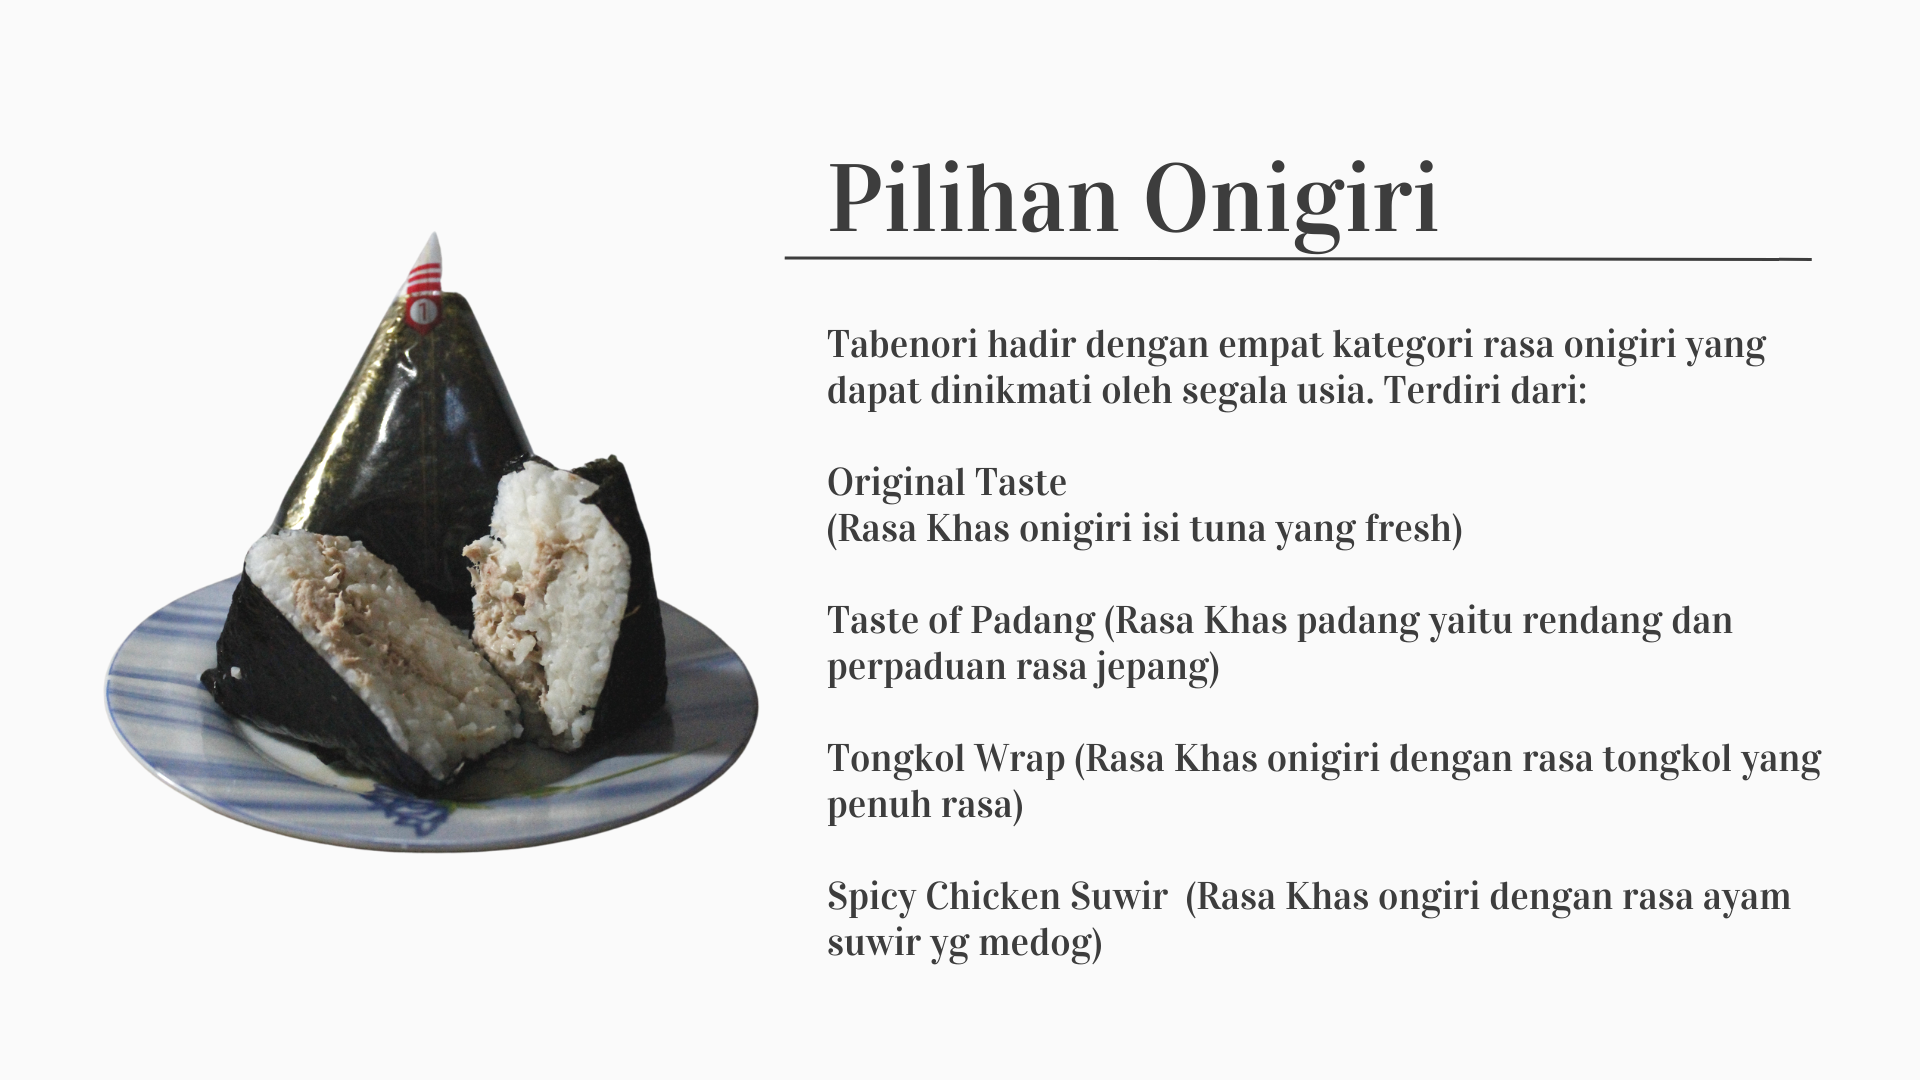 Pilihan Onigiri
Tabenori hadir dengan empat kategori rasa onigiri yang
dapat dinikmati oleh segala usia. Terdiri dari:
Original Taste
(Rasa Khas onigiri isi tuna yang fresh)
Taste of Padang (Rasa Khas padang yaitu rendang dan
perpaduan rasa jepang)
Tongkol Wrap (Rasa Khas onigiri dengan rasa tongkol yang
penuh rasa)
Spicy Chicken Suwir (Rasa Khas ongiri dengan rasa ayam
suwir yg medog)
1